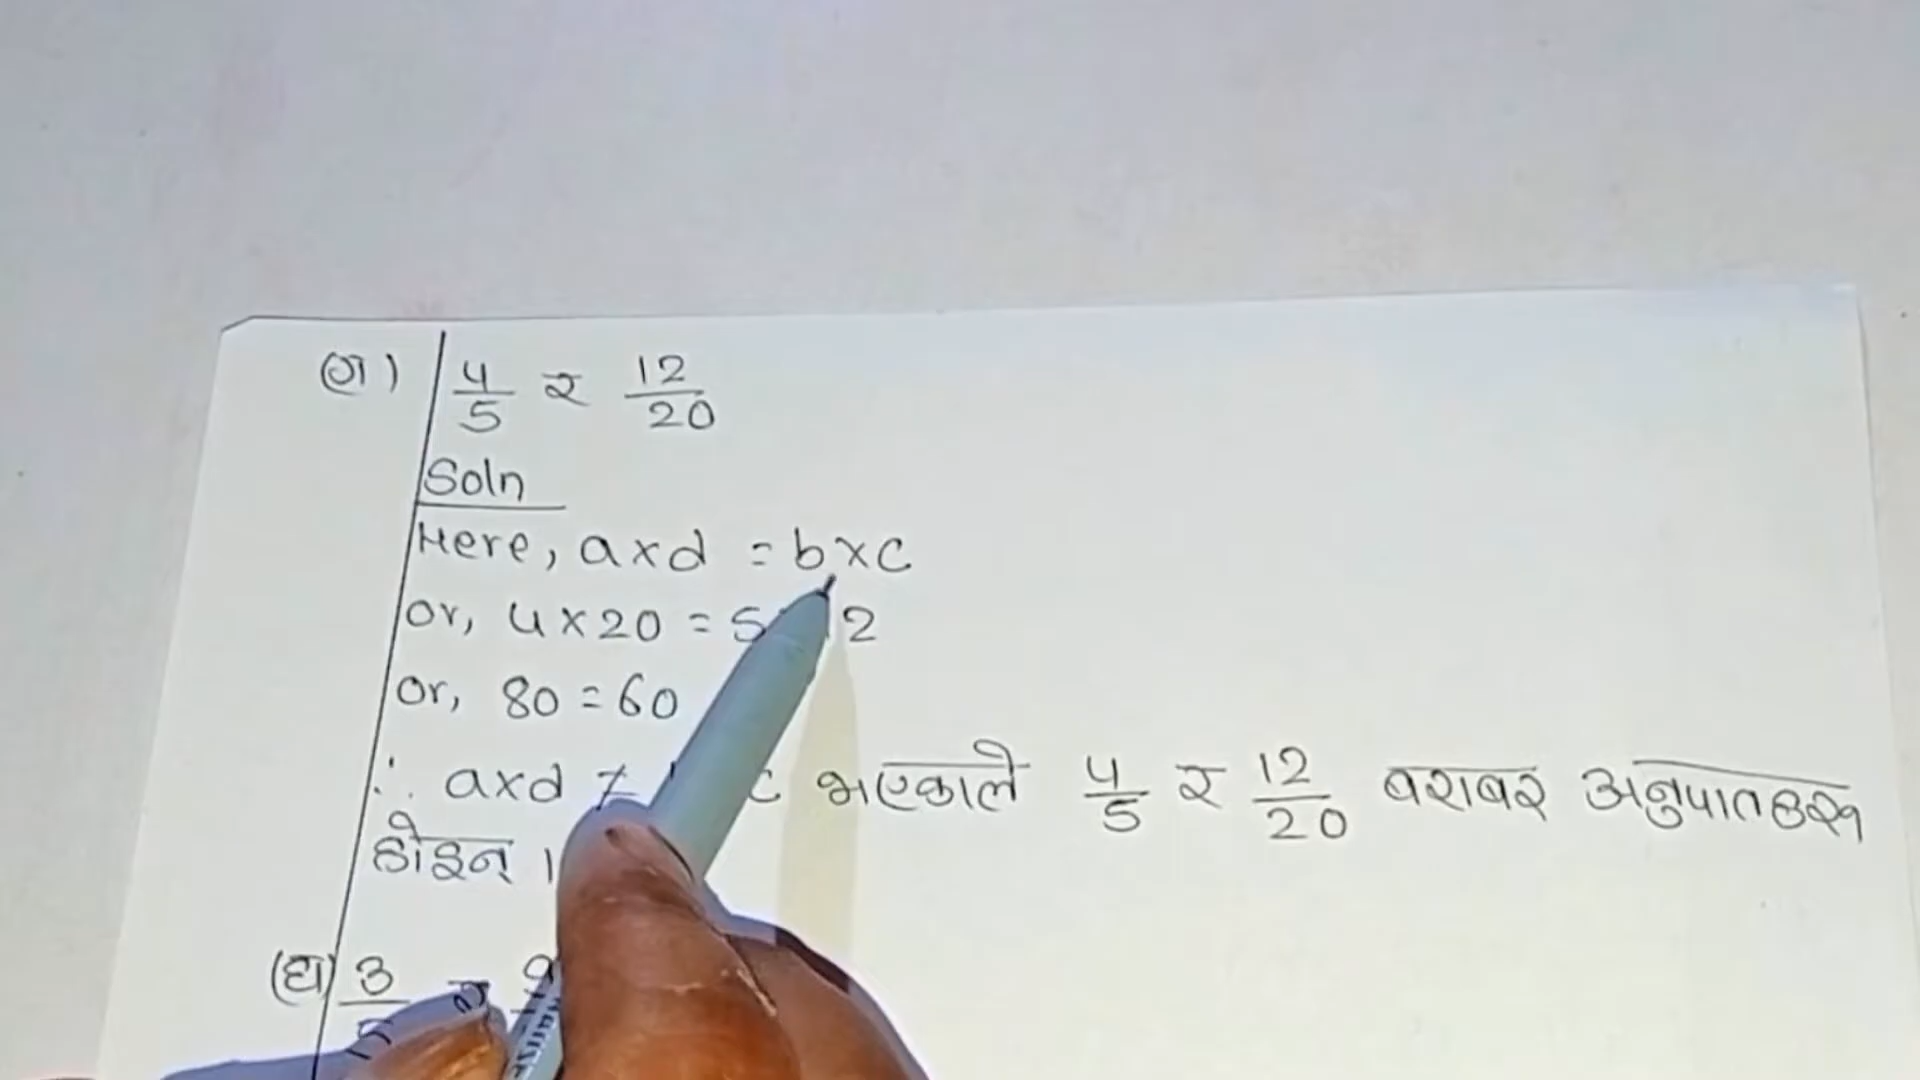 (ग) 4/5 र 12/20
Soln
Here, a×d = b×c
or, 4×20 = 5 12
or, 80 = 60
∴ a×d ≠ c भएकाले 4/5 र 12/20 बराबर अनुपातहरू
होइनन् ।
(घ) 3